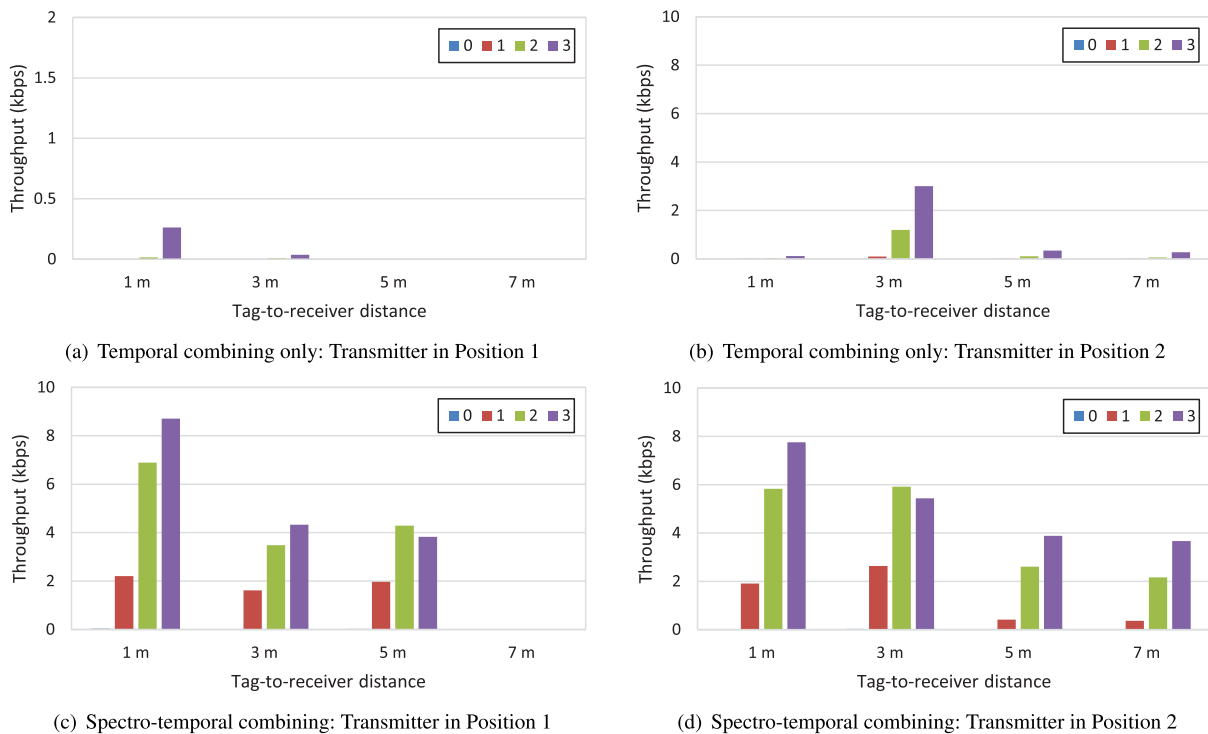 2
1.5
1
0.5
0
Throughput (kbps)
0 1 2 3
1 m 3 m 5 m 7 m
Tag-to-receiver distance
(a) Temporal combining only: Transmitter in Position 1
10
8
6
4
2
0
Throughput (kbps)
0 1 2 3
1 m 3 m 5 m 7 m
Tag-to-receiver distance
(b) Temporal combining only: Transmitter in Position 2
10
8
6
4
2
0
Throughput (kbps)
0 1 2 3
1 m 3 m 5 m 7 m
Tag-to-receiver distance
(c) Spectro-temporal combining: Transmitter in Position 1
10
8
6
4
2
0
Throughput (kbps)
0 1 2 3
1 m 3 m 5 m 7 m
Tag-to-receiver distance
(d) Spectro-temporal combining: Transmitter in Position 2